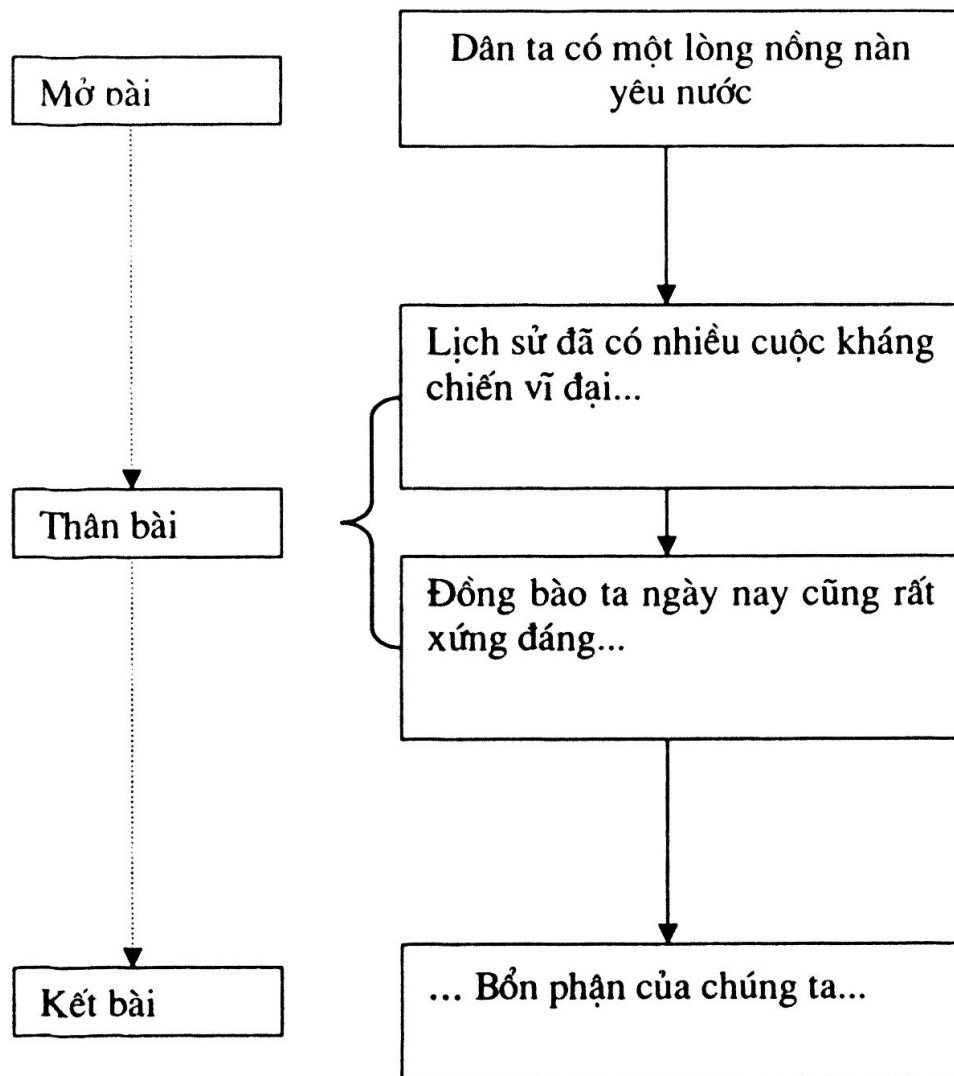 Mở bài
Dân ta có một lòng nồng nàn
yêu nước
Lịch sử đã có nhiều cuộc kháng
chiến vĩ đại...
Thân bài
Đồng bào ta ngày nay cũng rất
xứng đáng...
Kết bài
... Bổn phận của chúng ta...